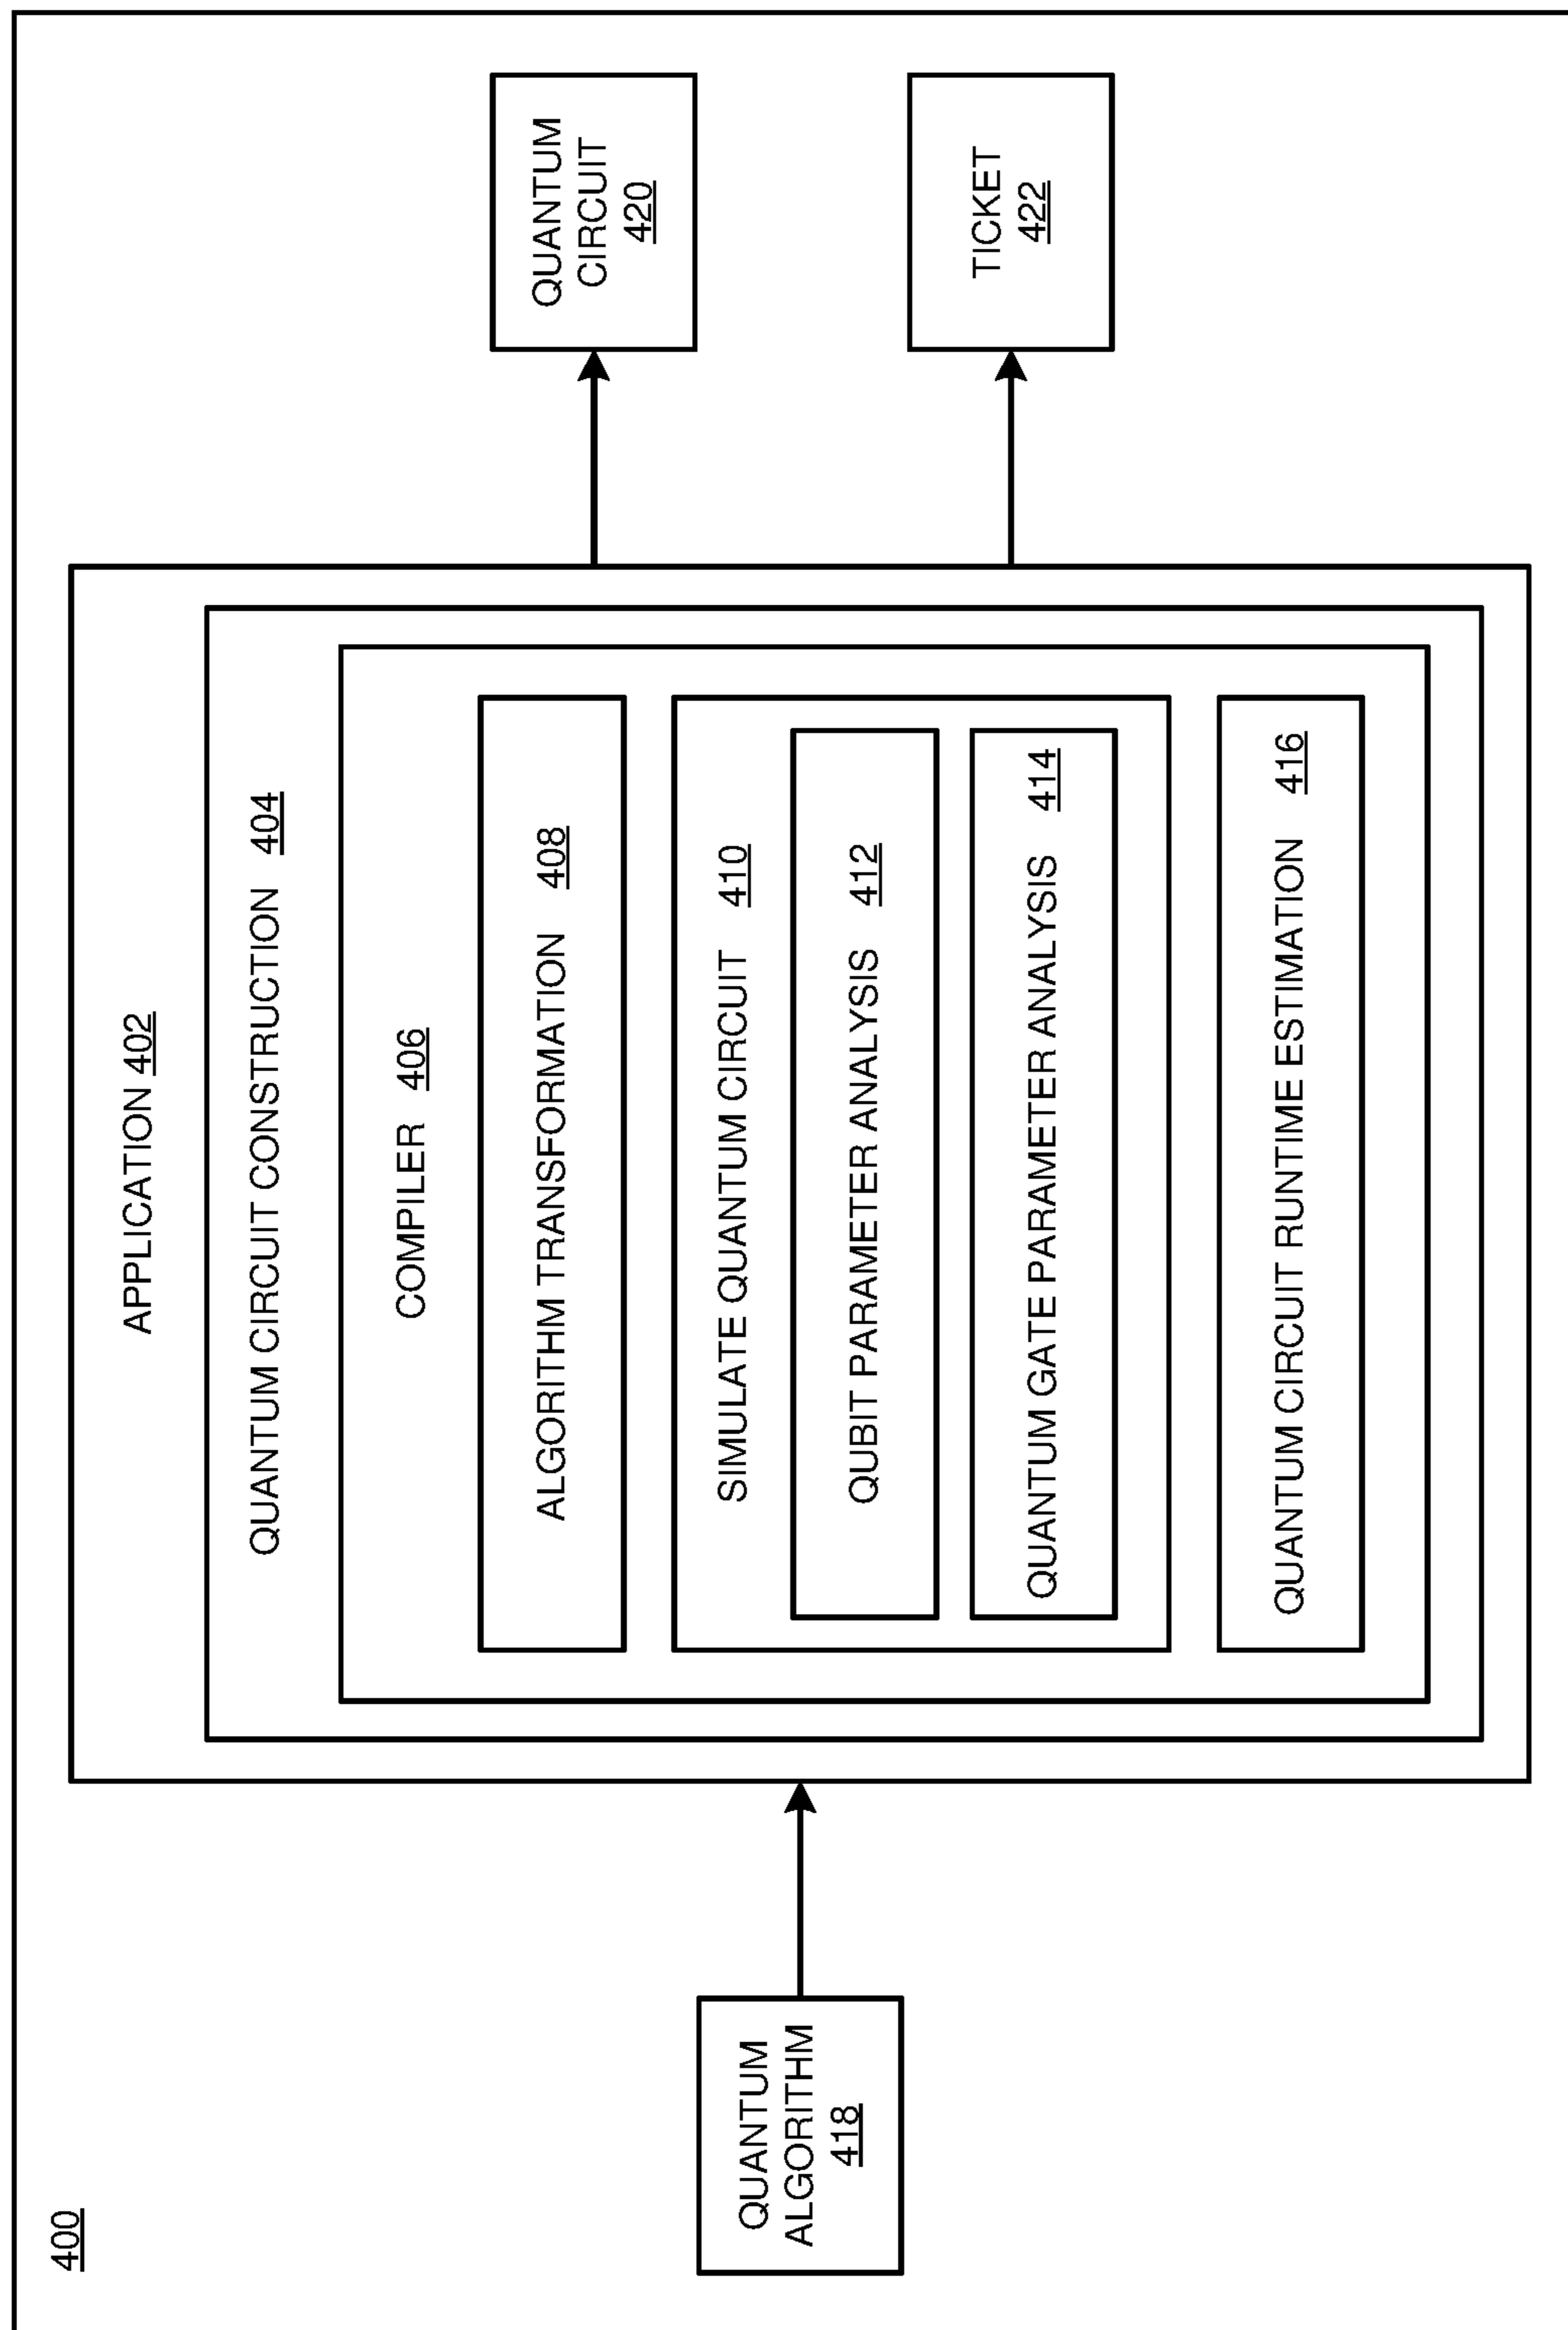 400
QUANTUM
ALGORITHM
418
APPLICATION 402
QUANTUM CIRCUIT CONSTRUCTION 404
COMPILER 406
ALGORITHM TRANSFORMATION 408
SIMULATE QUANTUM CIRCUIT 410
QUBIT PARAMETER ANALYSIS 412
QUANTUM GATE PARAMETER ANALYSIS 414
QUANTUM CIRCUIT RUNTIME ESTIMATION 416
QUANTUM
CIRCUIT
420
TICKET
422